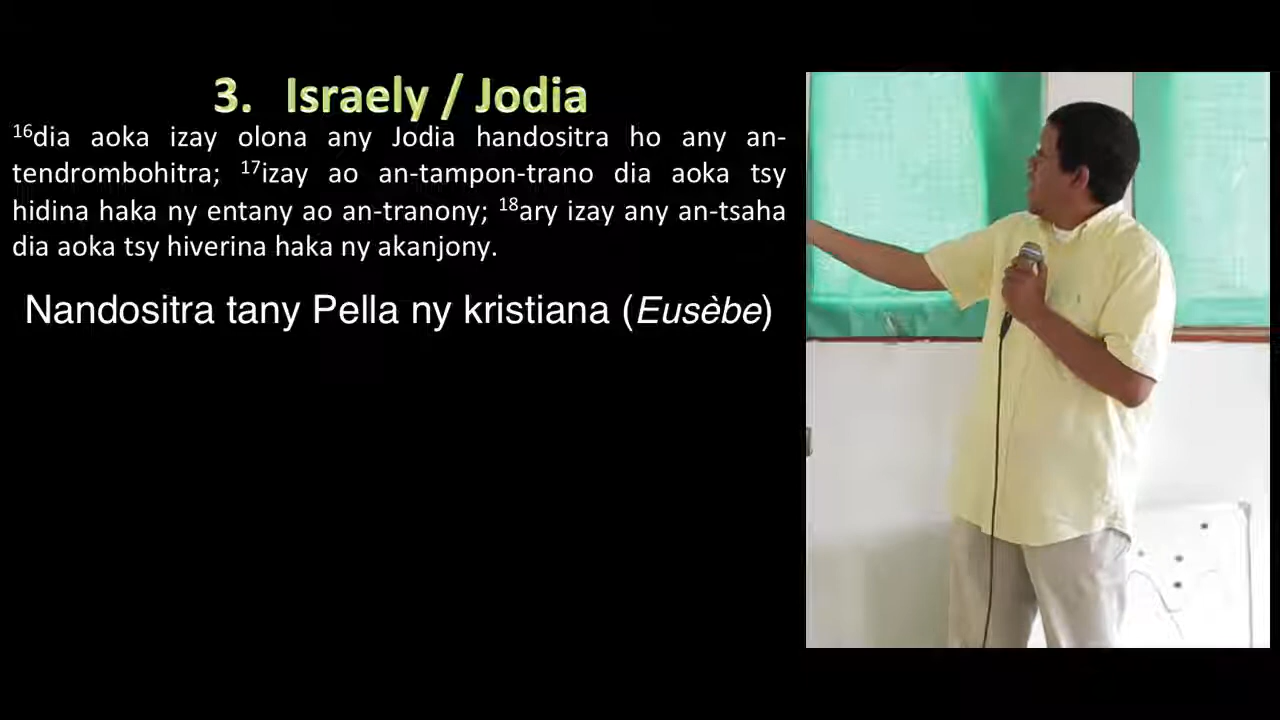 3. Israely / Jodia
¹⁶dia aoka izay olona any Jodia handositra ho any an-
tendrombohitra; ¹⁷izay ao an-tampon-trano dia aoka tsy
hidina haka ny entany ao an-tranony; ¹⁸ary izay any an-tsaha
dia aoka tsy hiverina haka ny akanjony.
Nandositra tany Pella ny kristiana (Eusèbe)